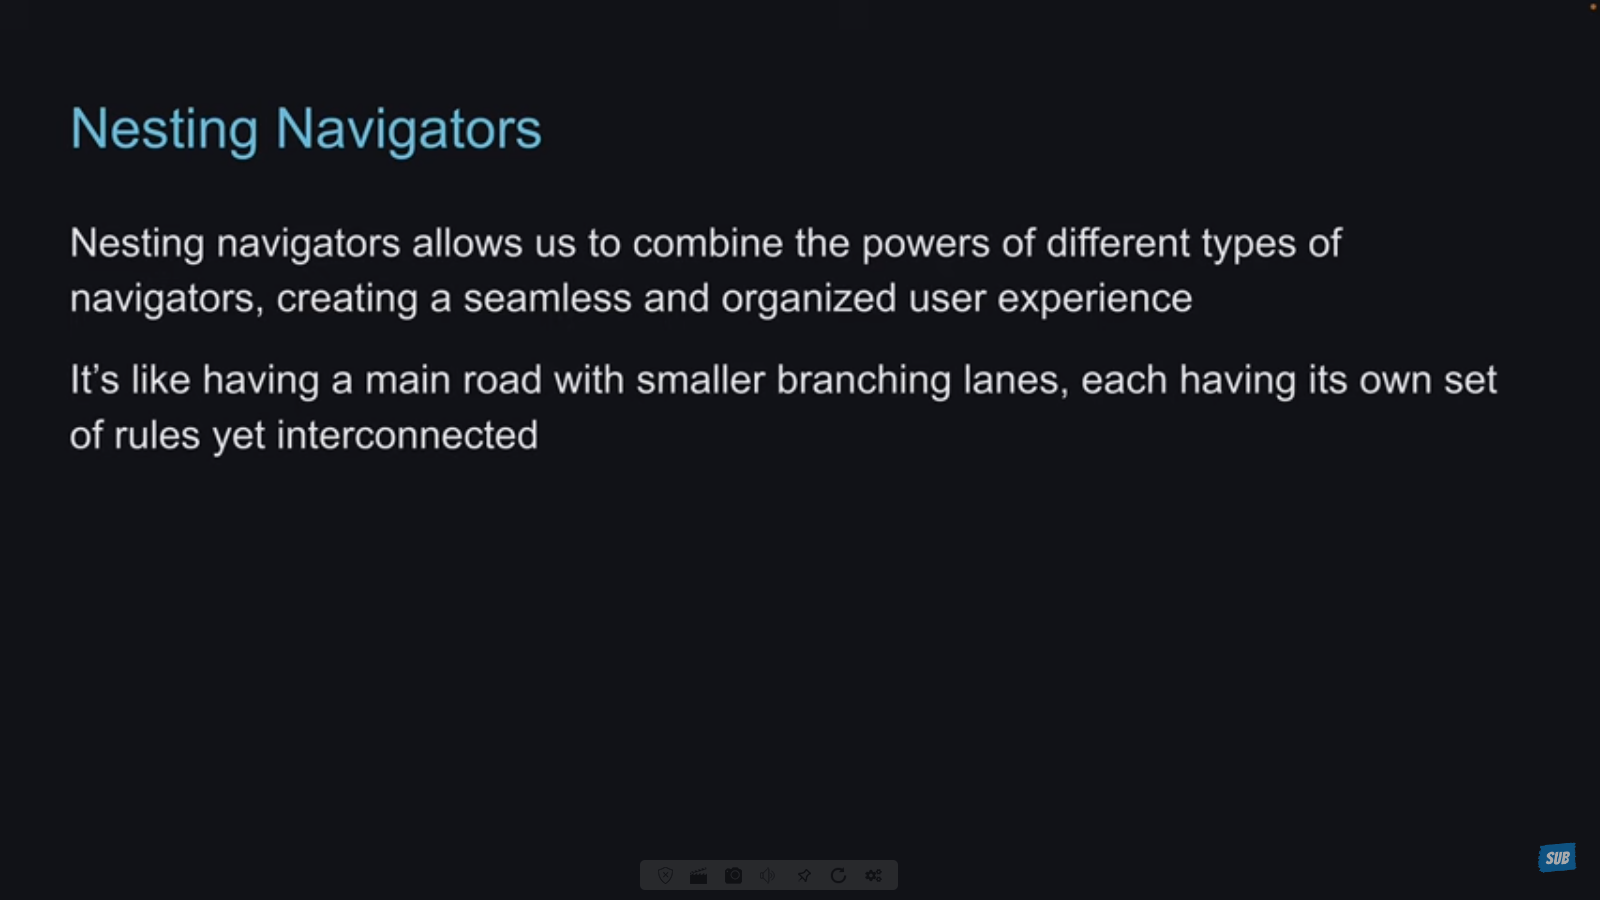 Nesting Navigators
Nesting navigators allows us to combine the powers of different types of
navigators, creating a seamless and organized user experience
It’s like having a main road with smaller branching lanes, each having its own set
of rules yet interconnected
SUB